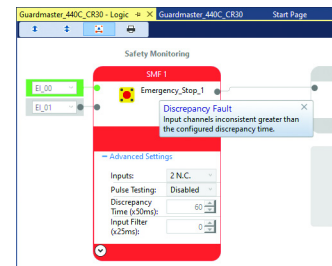 Guardmaster_440C_CR30 - Logic
Guardmaster_440C_CR30
Start Page
Safety Monitoring
SMF 1
EI_00
Emergency_Stop_1
EI_01
Discrepancy Fault
Input channels inconsistent greater than
the configured discrepancy time.
Advanced Settings
Inputs: 2 N.C.
Pulse Testing: Disabled
Discrepancy
Time (x50ms): 60
Input Filter
(x25ms): 0